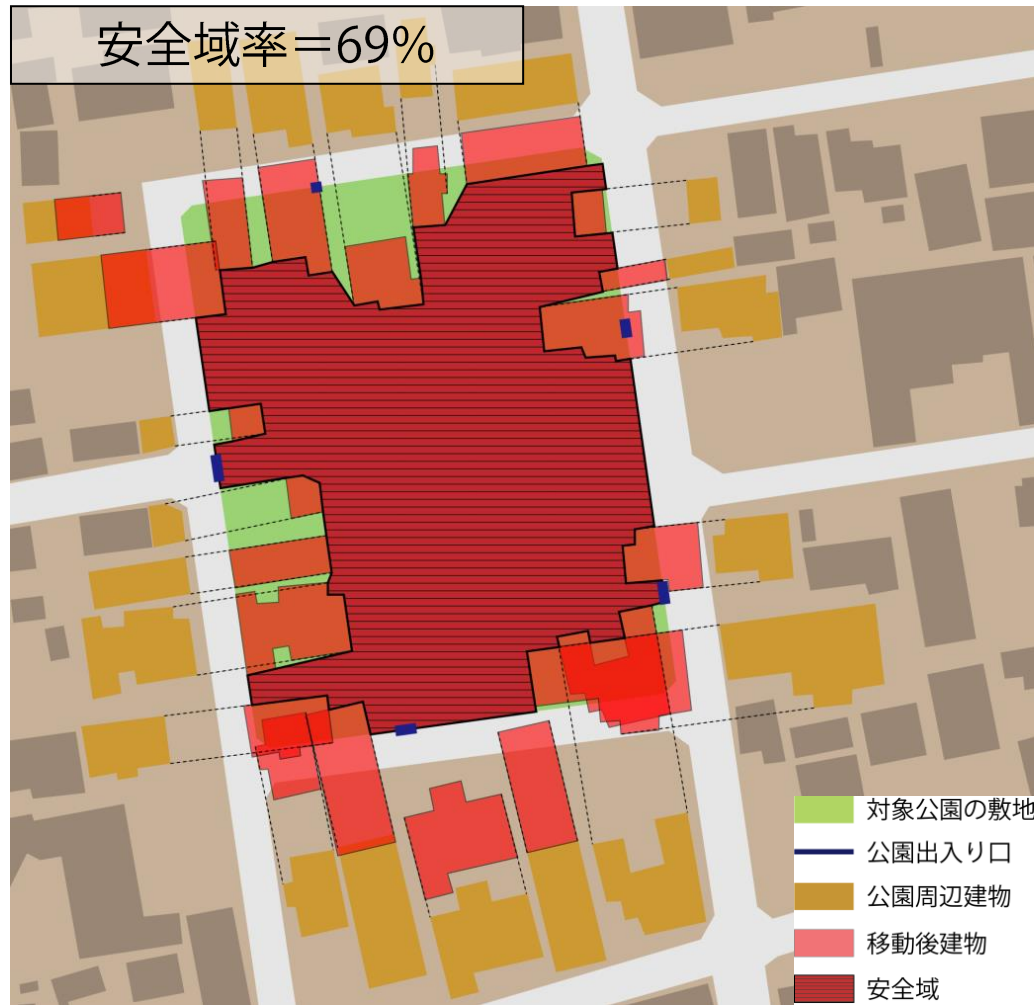 安全域率＝69%
対象公園の敷地
公園出入り口
公園周辺建物
移動後建物
安全域